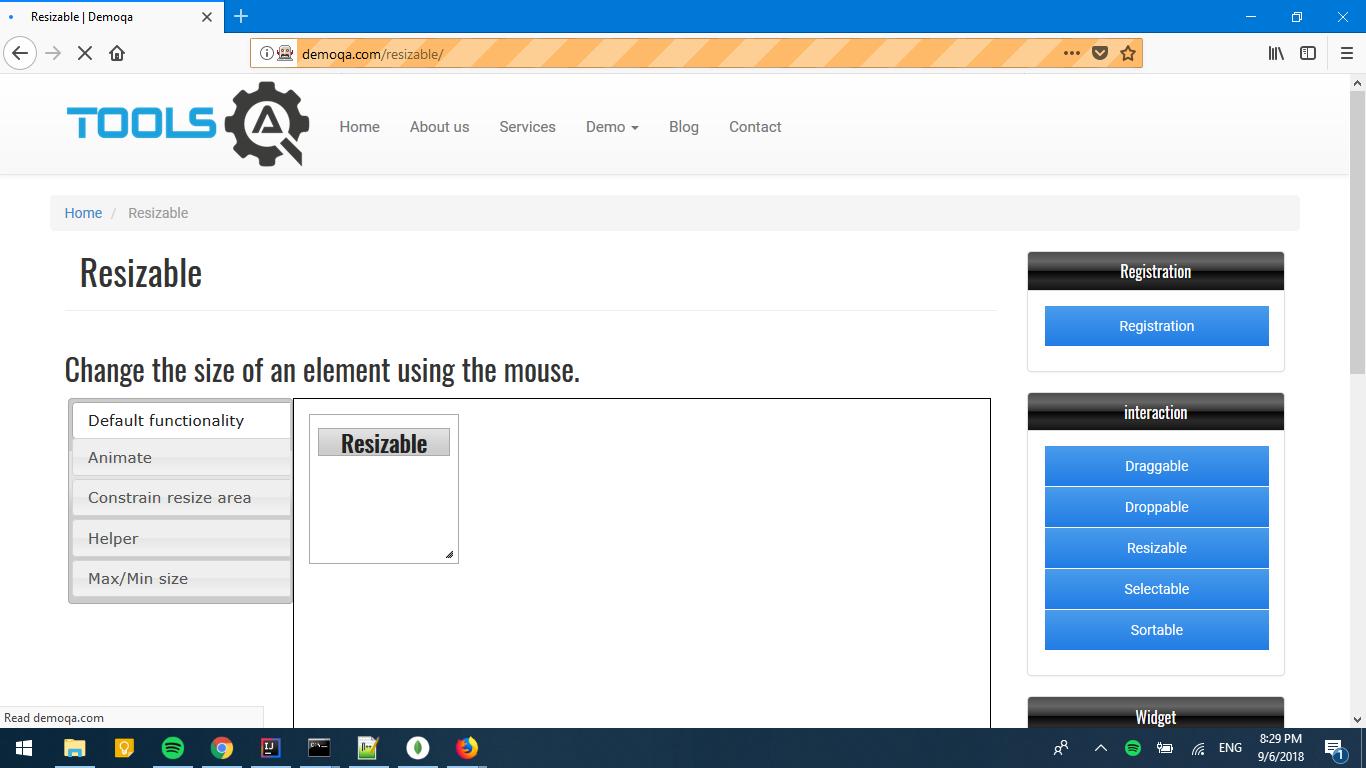 Resizable | Demoqa
demoqa.com/resizable/
TOOLS QA
Home
About us
Services
Demo
Blog
Contact
Home / Resizable
Resizable
Change the size of an element using the mouse.
Default functionality
Animate
Constrain resize area
Helper
Max/Min size
Resizable
Registration
Registration
interaction
Draggable
Droppable
Resizable
Selectable
Sortable
Widget
Read demoqa.com
ENG
8:29 PM
9/6/2018
1